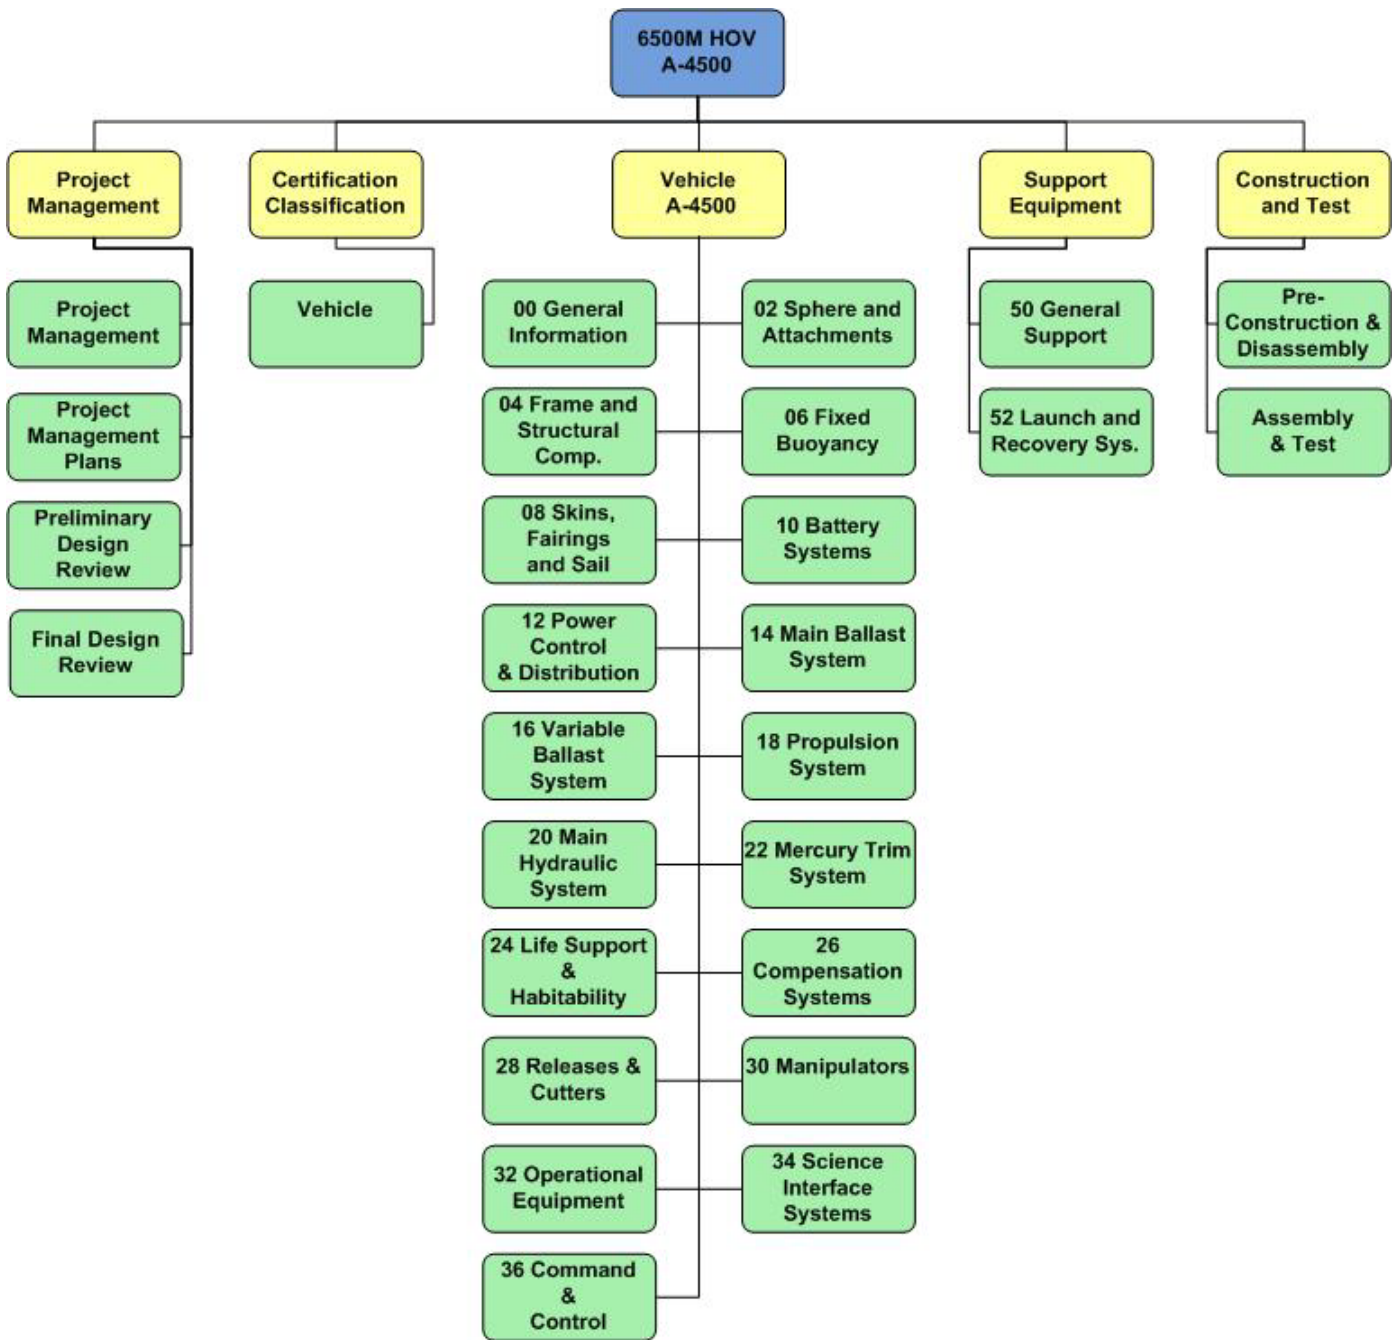 6500M HOV
A-4500
Project
Management
Certification
Classification
Vehicle
A-4500
Support
Equipment
Construction
and Test
Project
Management
Project
Management
Plans
Preliminary
Design
Review
Final Design
Review
Vehicle
00 General
Information
02 Sphere and
Attachments
04 Frame and
Structural
Comp.
06 Fixed
Buoyancy
08 Skins,
Fairings
and Sail
10 Battery
Systems
12 Power
Control
& Distribution
14 Main Ballast
System
16 Variable
Ballast
System
18 Propulsion
System
20 Main
Hydraulic
System
22 Mercury Trim
System
24 Life Support
&
Habitability
26
Compensation
Systems
28 Releases &
Cutters
30 Manipulators
32 Operational
Equipment
34 Science
Interface
Systems
36 Command
&
Control
50 General
Support
52 Launch and
Recovery Sys.
Pre-
Construction &
Disassembly
Assembly
& Test